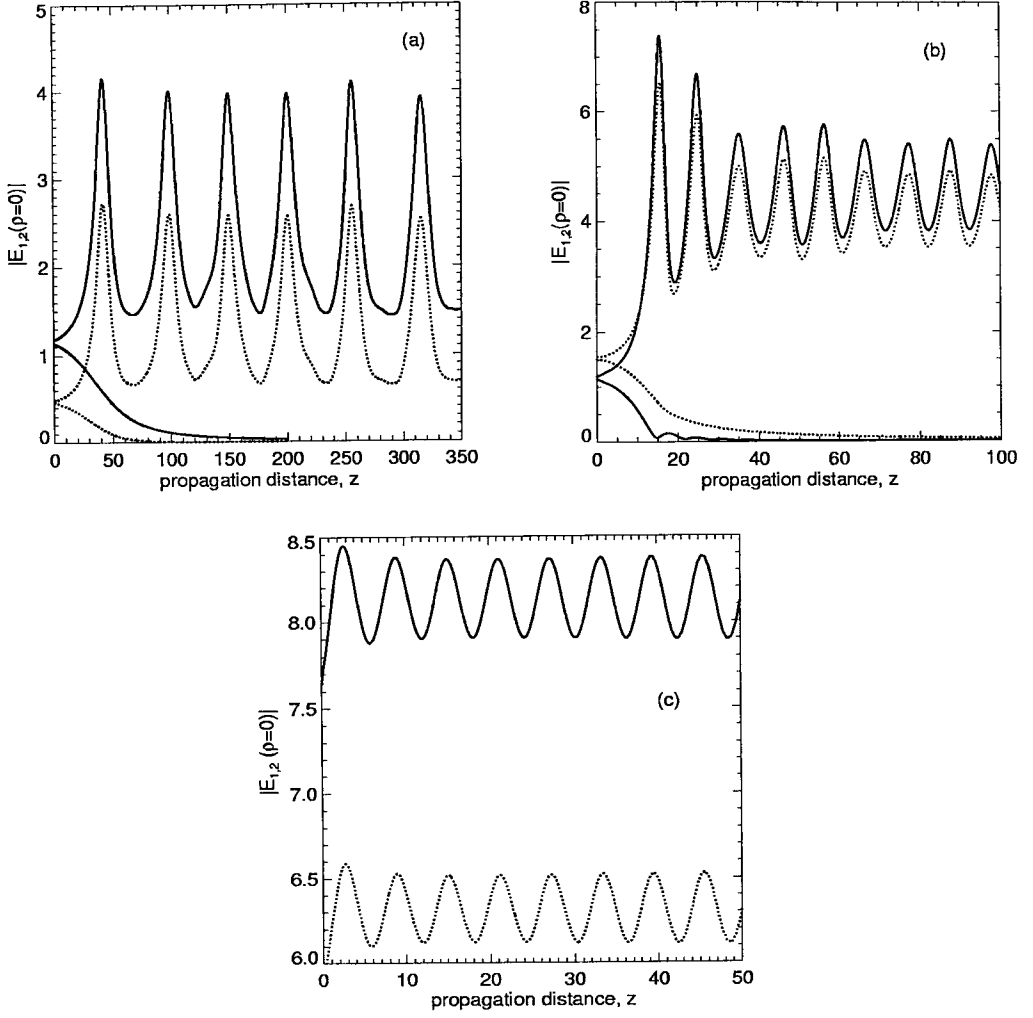 (a)
|E1,2(ρ=0)|
5
4
3
2
1
0
0 50 100 150 200 250 300 350
propagation distance, z
(b)
|E1,2(ρ=0)|
8
6
4
2
0
0 20 40 60 80 100
propagation distance, z
(c)
|E1,2 (ρ=0)|
8.5
8.0
7.5
7.0
6.5
6.0
0 10 20 30 40 50
propagation distance, z